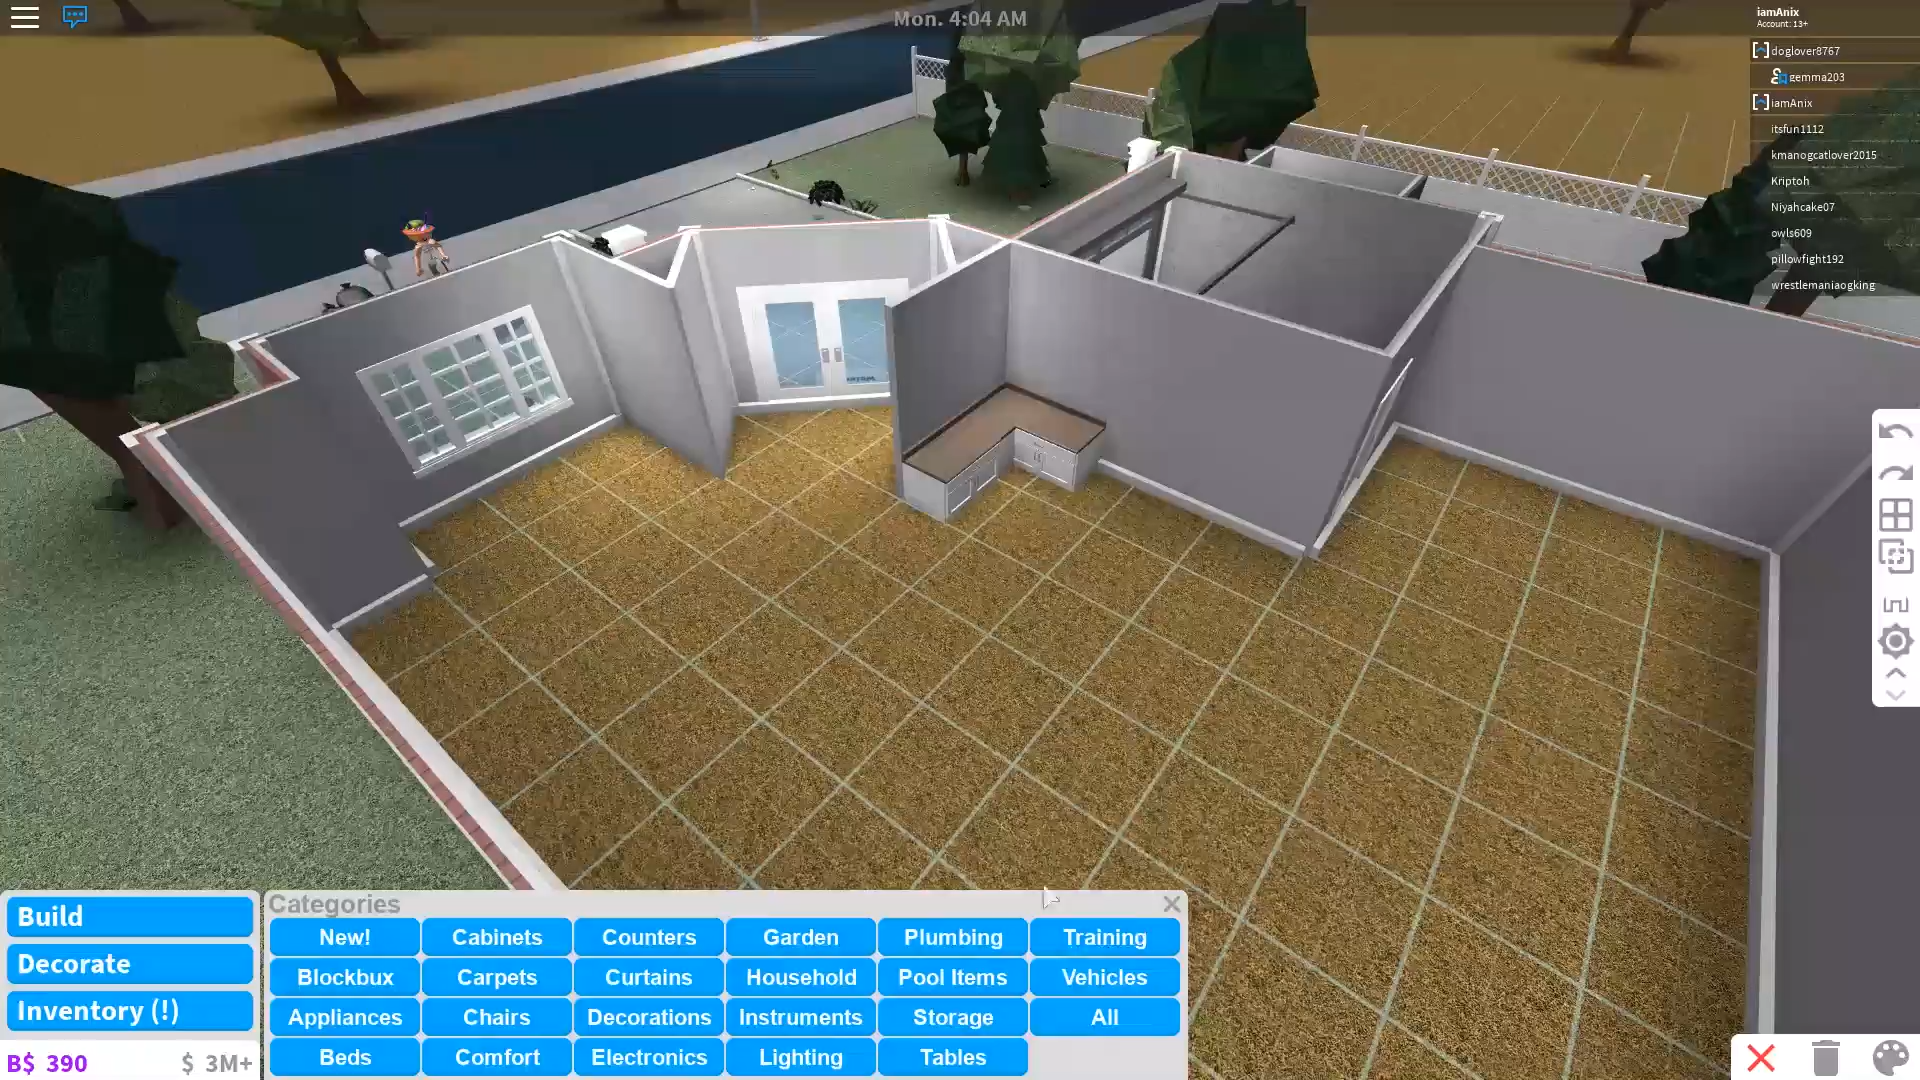 Mon. 4:04 AM
iamAnix
Account: 13+
doglover8767
gemma203
iamAnix
itsfun1112
kmanogcatlover2015
Kriptoh
Niyahcake07
owls609
pillowfight192
wrestlemaniaogking
Build
Decorate
Inventory (!)
B$ 390
$ 3M+
Categories
New! Cabinets Counters Garden Plumbing Training
Blockbux Carpets Curtains Household Pool Items Vehicles
Appliances Chairs Decorations Instruments Storage All
Beds Comfort Electronics Lighting Tables